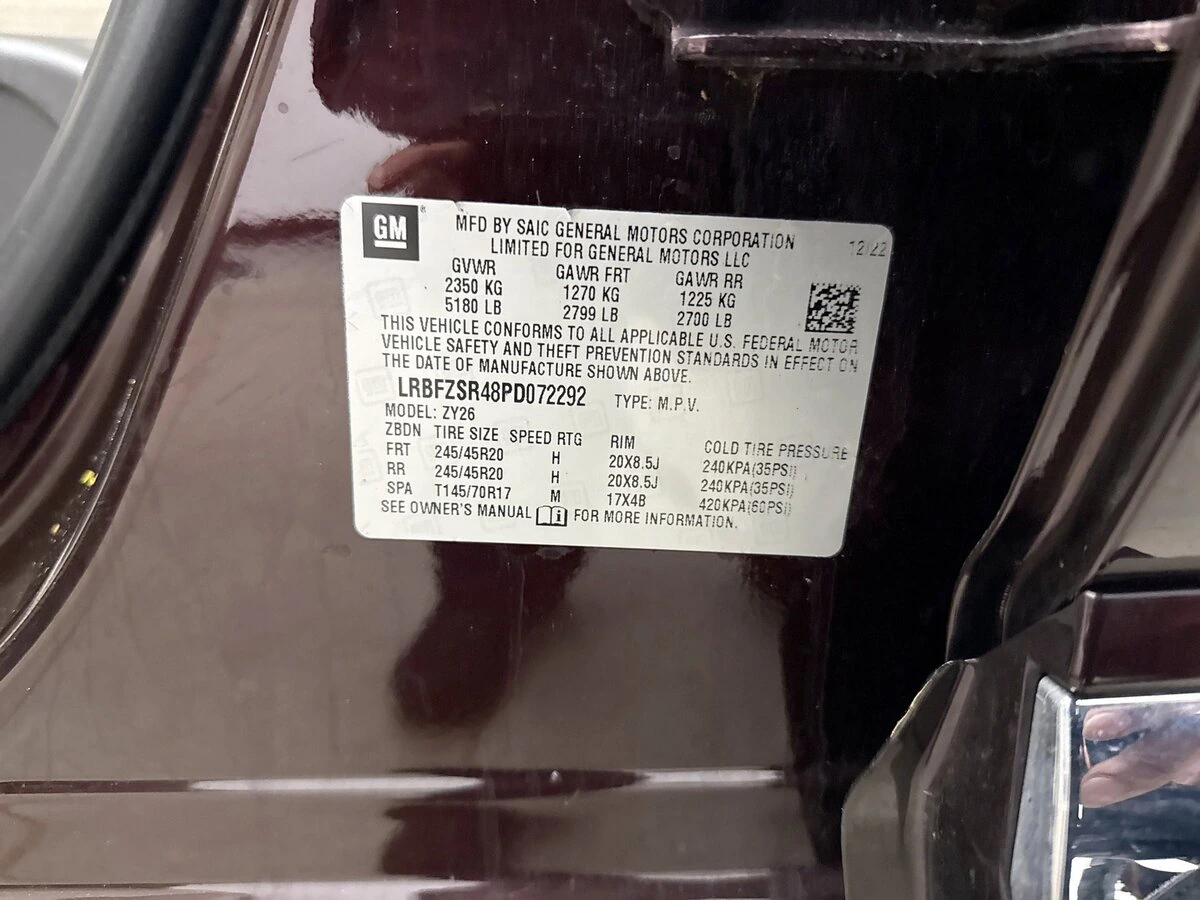 GM
MFD BY SAIC GENERAL MOTORS CORPORATION 12/22
LIMITED FOR GENERAL MOTORS LLC
GVWR GAWR FRT GAWR RR
2350 KG 1270 KG 1225 KG
5180 LB 2799 LB 2700 LB
THIS VEHICLE CONFORMS TO ALL APPLICABLE U.S. FEDERAL MOTOR
VEHICLE SAFETY AND THEFT PREVENTION STANDARDS IN EFFECT ON
THE DATE OF MANUFACTURE SHOWN ABOVE.
LRBFZSR48PD072292 TYPE: M.P.V.
MODEL: ZY26
ZBDN TIRE SIZE SPEED RTG RIM COLD TIRE PRESSURE
FRT 245/45R20 H 20X8.5J 240KPA(35PSI)
RR 245/45R20 H 20X8.5J 240KPA(35PSI)
SPA T145/70R17 M 17X4B 420KPA(60PSI)
SEE OWNER'S MANUAL FOR MORE INFORMATION.